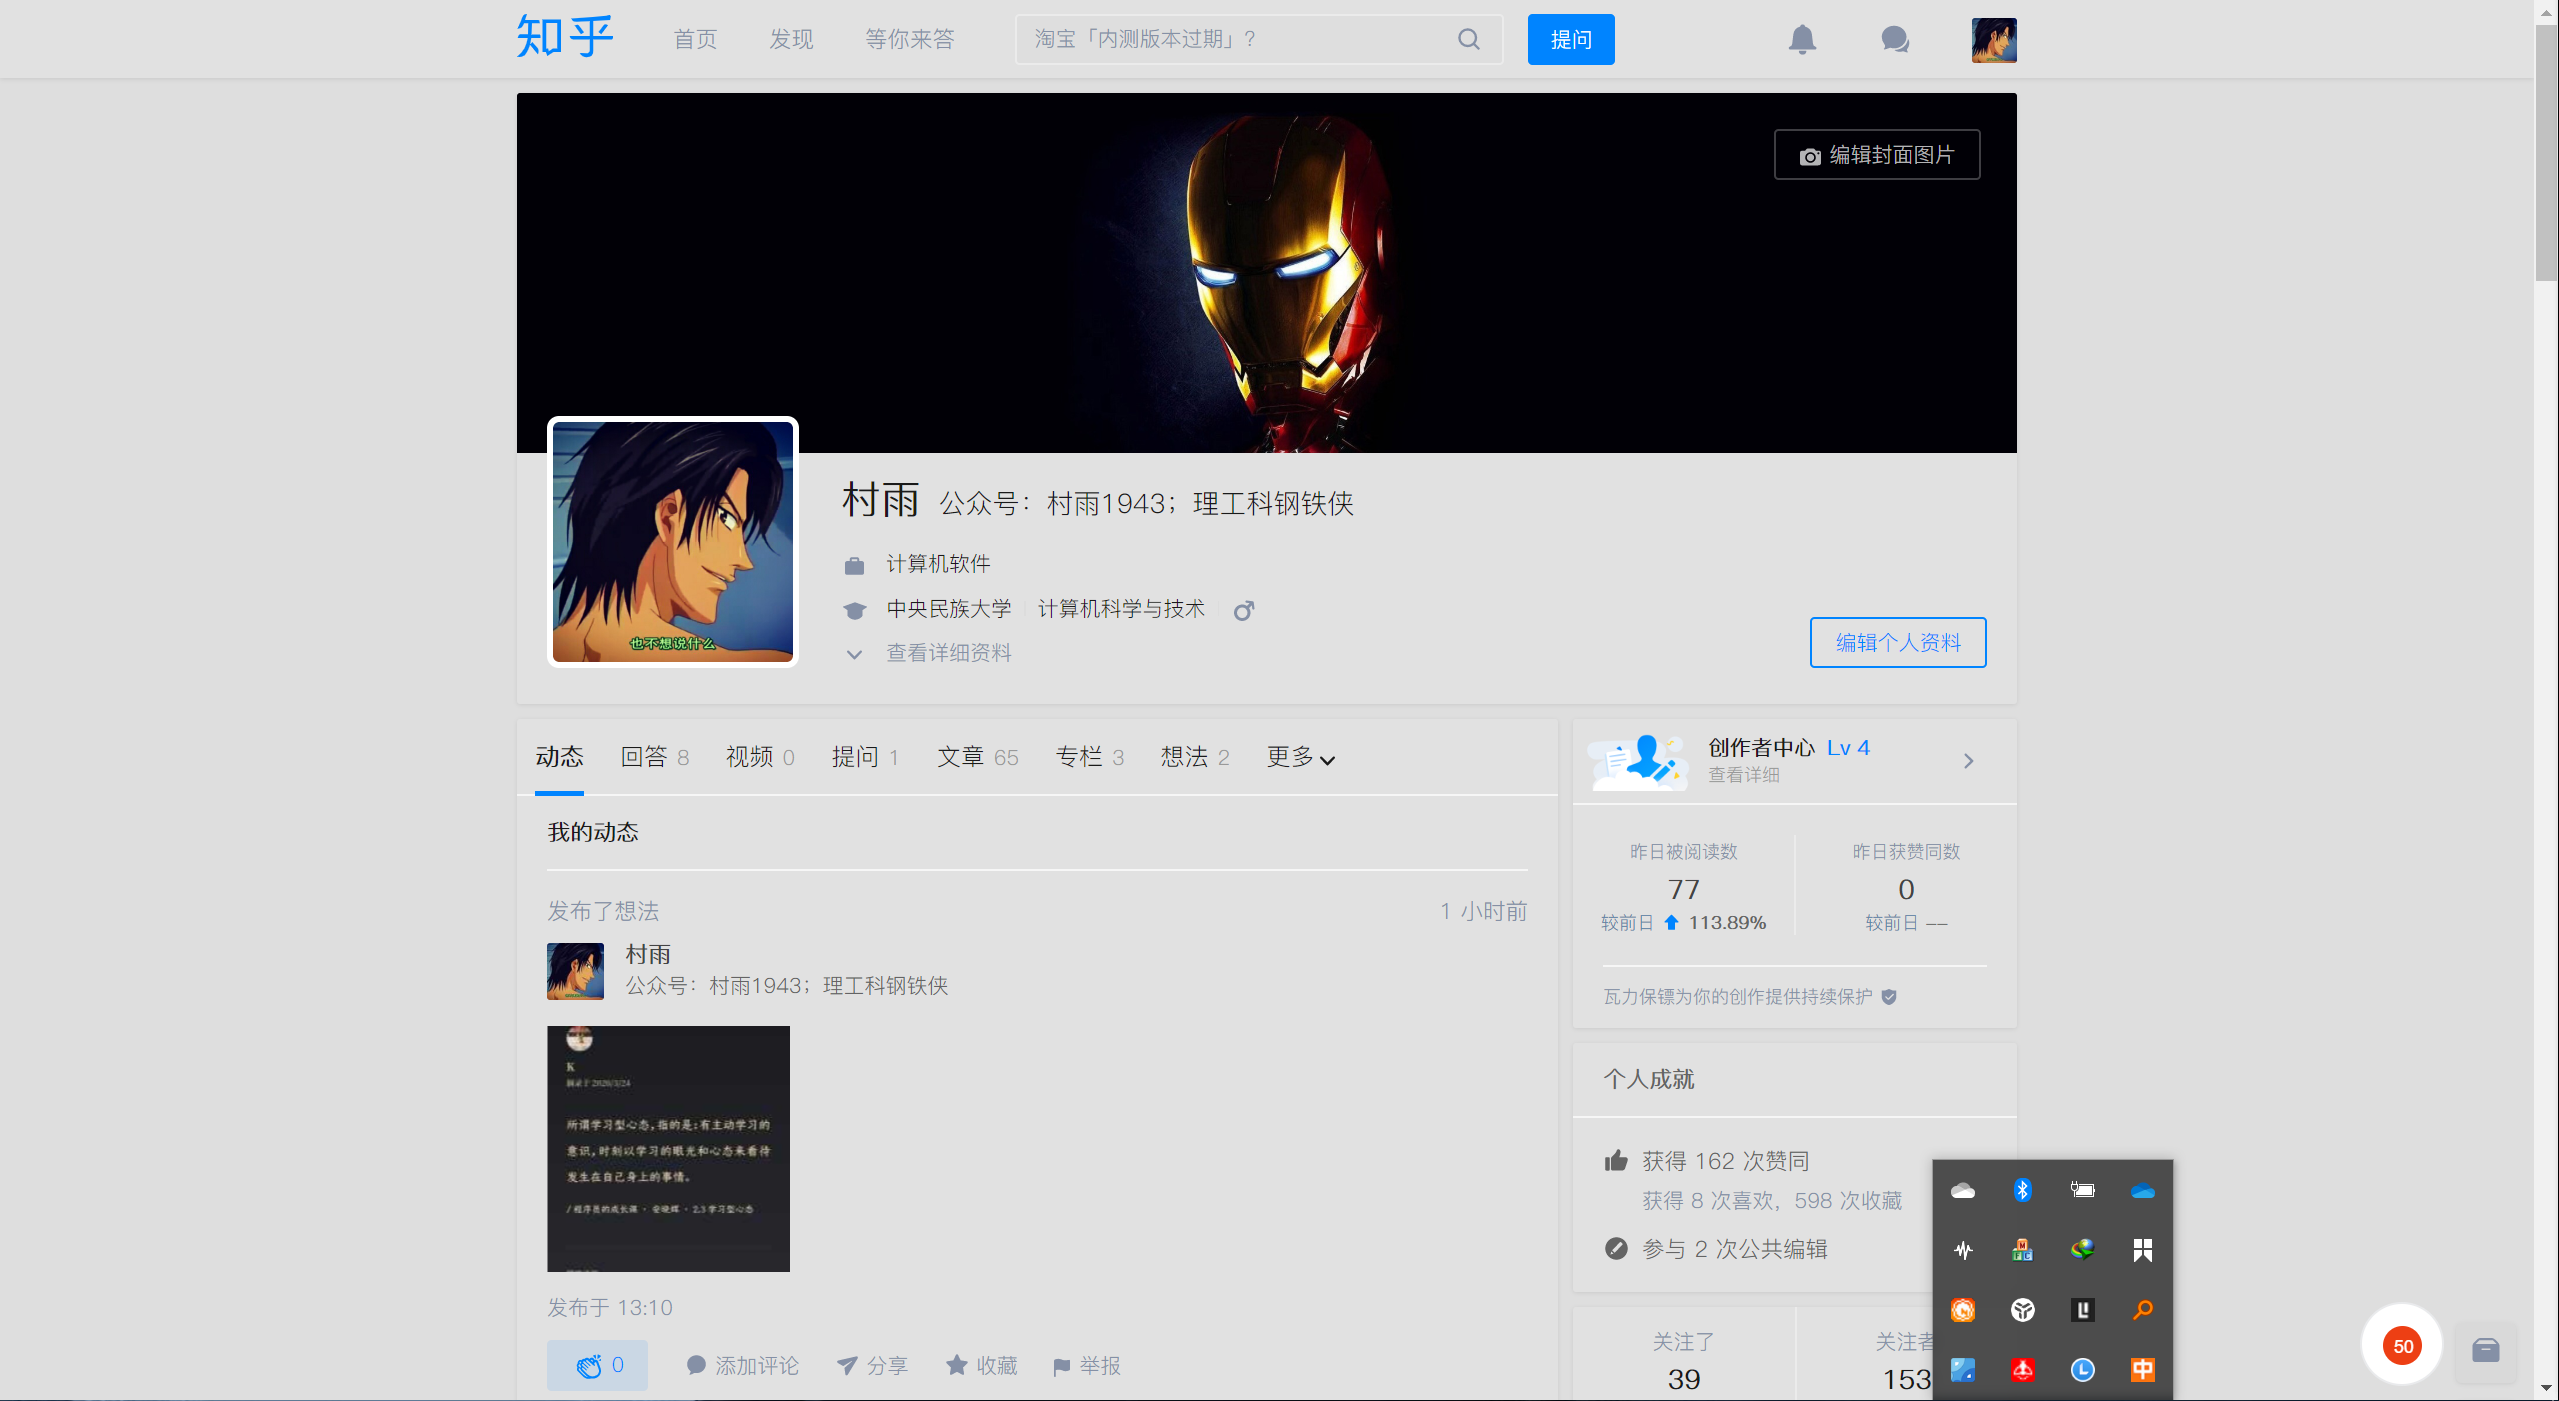 知乎 首页 发现 等你来答 淘宝「内测版本过期」? 提问
编辑封面图片
也不想说什么
村雨 公众号：村雨1943；理工科钢铁侠
计算机软件
中央民族大学 计算机科学与技术
查看详细资料
编辑个人资料
动态 回答 8 视频 0 提问 1 文章 65 专栏 3 想法 2 更多
我的动态
发布了想法 1 小时前
村雨
公众号：村雨1943；理工科钢铁侠
K
2020/3/24
所谓学习型心态，指的是：有主动学习的
意识，时刻以学习的眼光和心态来看待
发生在自己身上的事情。
/ 程序员的成长课 · 安晓辉 · 2.3 学习型心态
发布于 13:10
0 添加评论 分享 收藏 举报
创作者中心 Lv 4
查看详细
昨日被阅读数 昨日获赞同数
77 0
较前日 113.89% 较前日 ––
瓦力保镖为你的创作提供持续保护
个人成就
获得 162 次赞同
获得 8 次喜欢，598 次收藏
参与 2 次公共编辑
关注了 关注者
39 153
M
F C
中
50